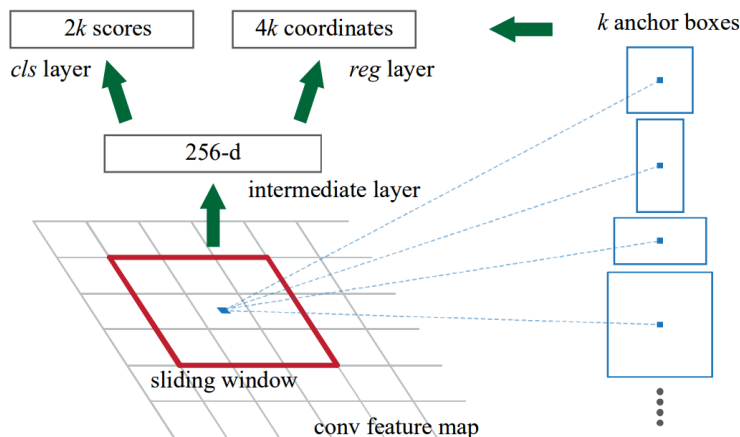 2k scores
4k coordinates
k anchor boxes
cls layer
reg layer
256-d
intermediate layer
sliding window
conv feature map